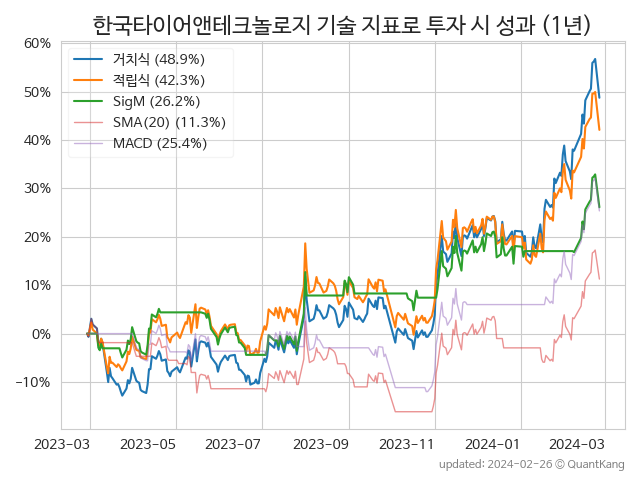 한국타이어앤테크놀로지 기술 지표로 투자 시 성과 (1년)
거치식 (48.9%)
적립식 (42.3%)
SigM (26.2%)
SMA(20) (11.3%)
MACD (25.4%)
60%
50%
40%
30%
20%
10%
0%
−10%
2023-03 2023-05 2023-07 2023-09 2023-11 2024-01 2024-03
updated: 2024-02-26 © QuantKang